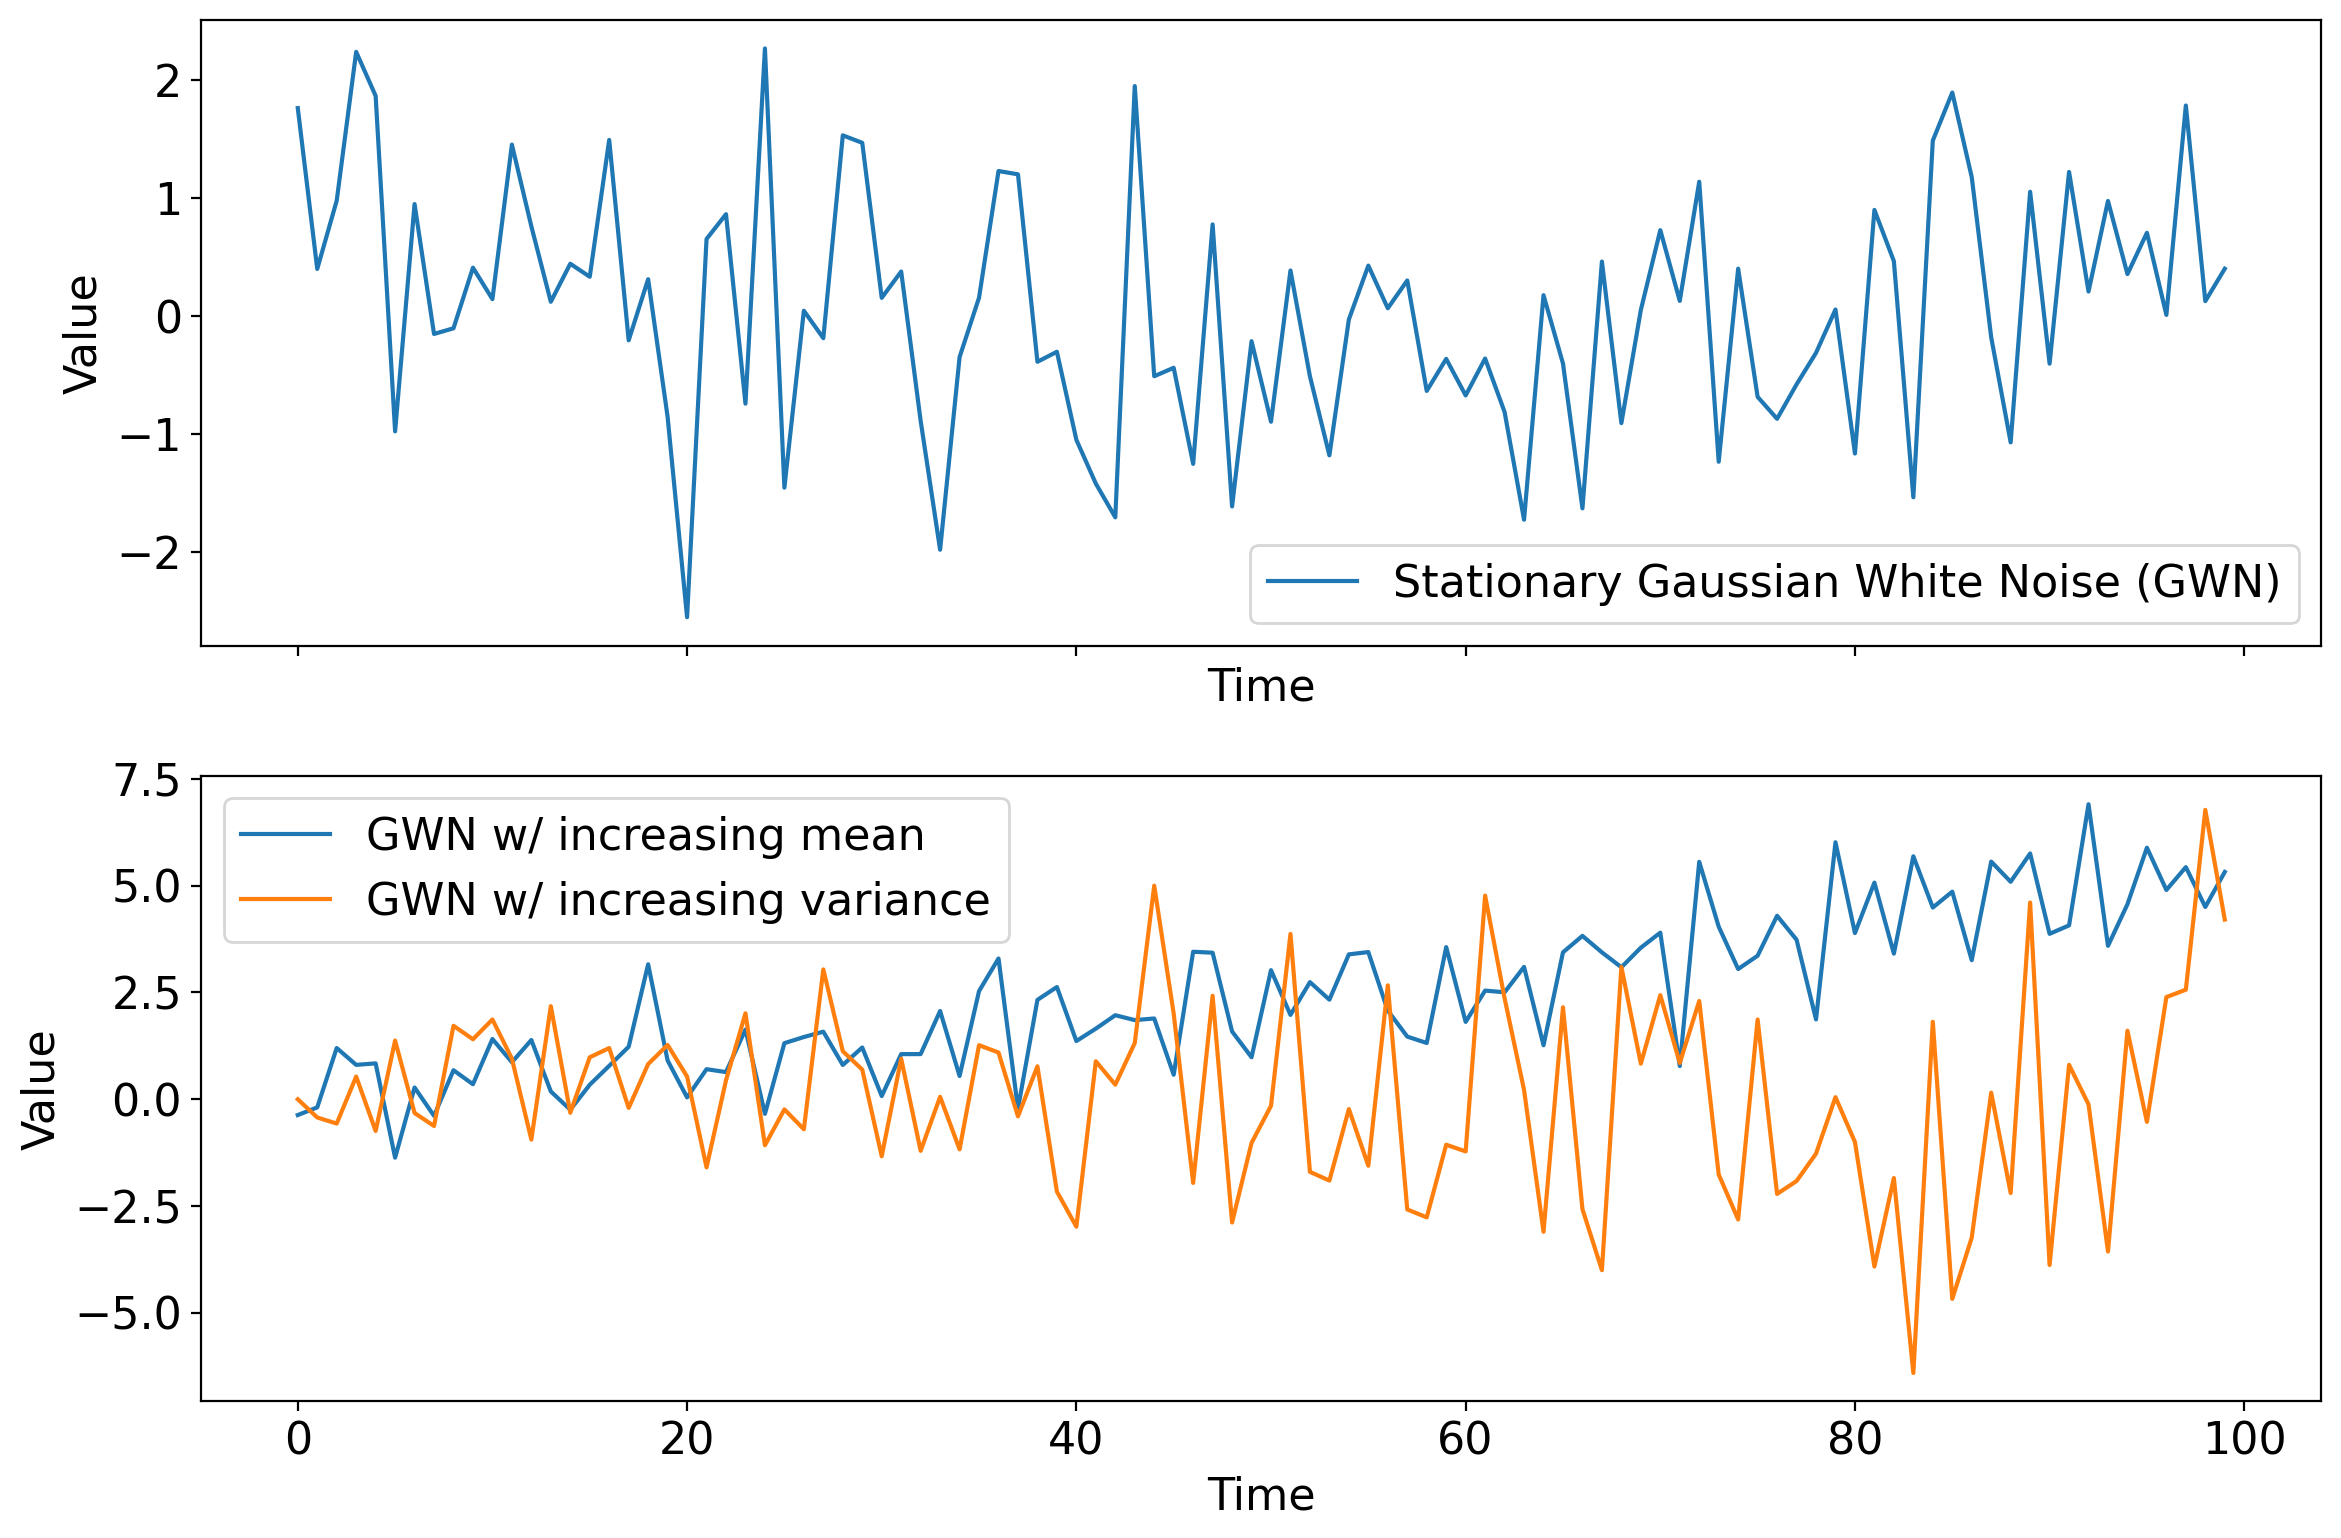 2
1
0
−1
−2
Value
Stationary Gaussian White Noise (GWN)
Time
7.5
5.0
2.5
0.0
−2.5
−5.0
Value
GWN w/ increasing mean
GWN w/ increasing variance
0 20 40 60 80 100
Time